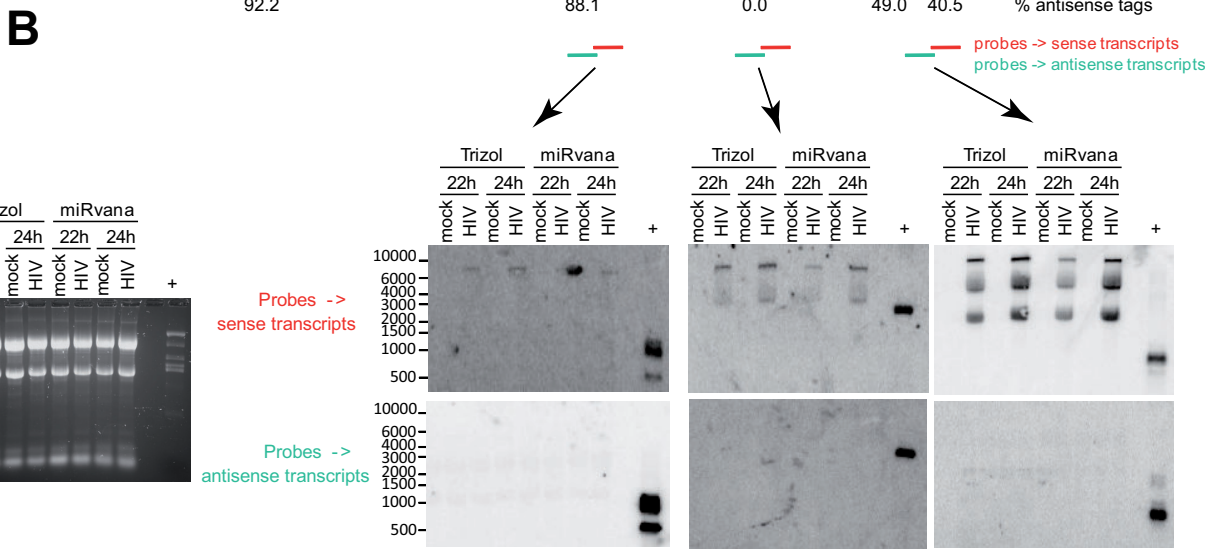 92.2 88.1 0.0 49.0 40.5 % antisense tags
B
probes -> sense transcripts
probes -> antisense transcripts
Trizol miRvana Trizol miRvana Trizol miRvana
22h 24h 22h 24h 22h 24h 22h 24h 22h 24h 22h 24h
mock HIV mock HIV mock HIV mock HIV + mock HIV mock HIV mock HIV mock HIV + mock HIV mock HIV mock HIV mock HIV +
zol miRvana
24h 22h 24h
mock HIV mock HIV mock HIV +
Probes ->
sense transcripts
10000
6000
4000
3000
2000
1500
1000
500
Probes ->
antisense transcripts
10000
6000
4000
3000
2000
1500
1000
500